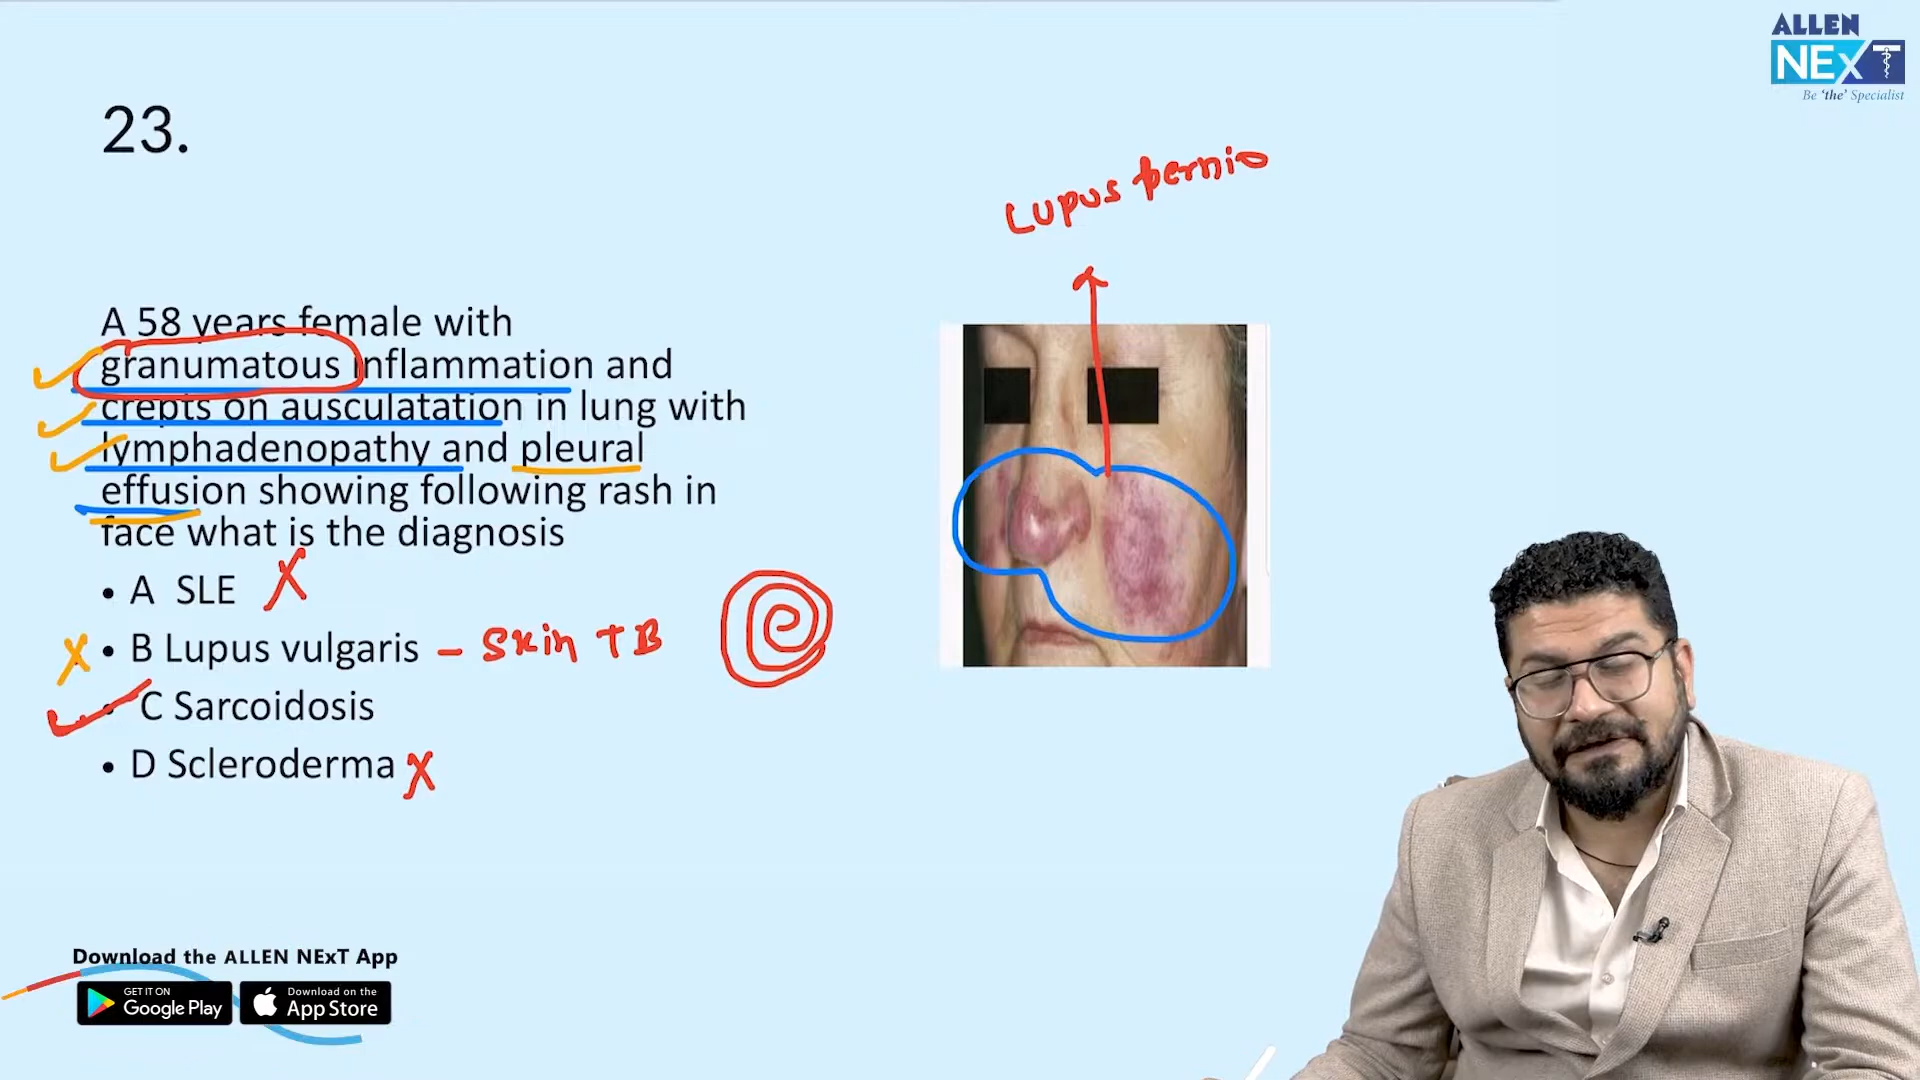 ALLEN
NExT
Be 'the' Specialist
23.
Lupus pernio
A 58 years female with
granumatous inflammation and
crepts on ausculatation in lung with
lymphadenopathy and pleural
effusion showing following rash in
face what is the diagnosis
• A SLE X
X • B Lupus vulgaris – Skin TB
• C Sarcoidosis
• D Scleroderma X
Download the ALLEN NExT App
GET IT ON
Google Play
Download on the
App Store